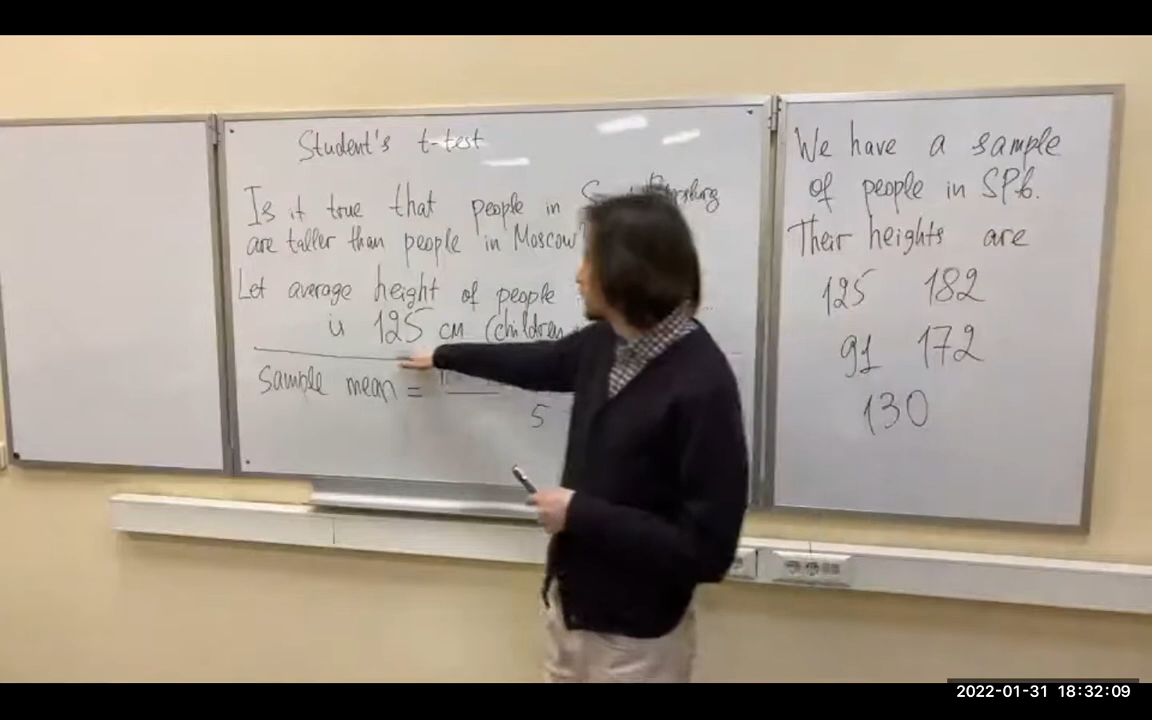 Student's t-test
Is it true that people in
are taller than people in Moscow
Let average height of people
is 125 cm (children
Sample mean =
5
We have a sample
of people in SPb.
Their heights are
125 182
91 172
130
2022-01-31 18:32:09